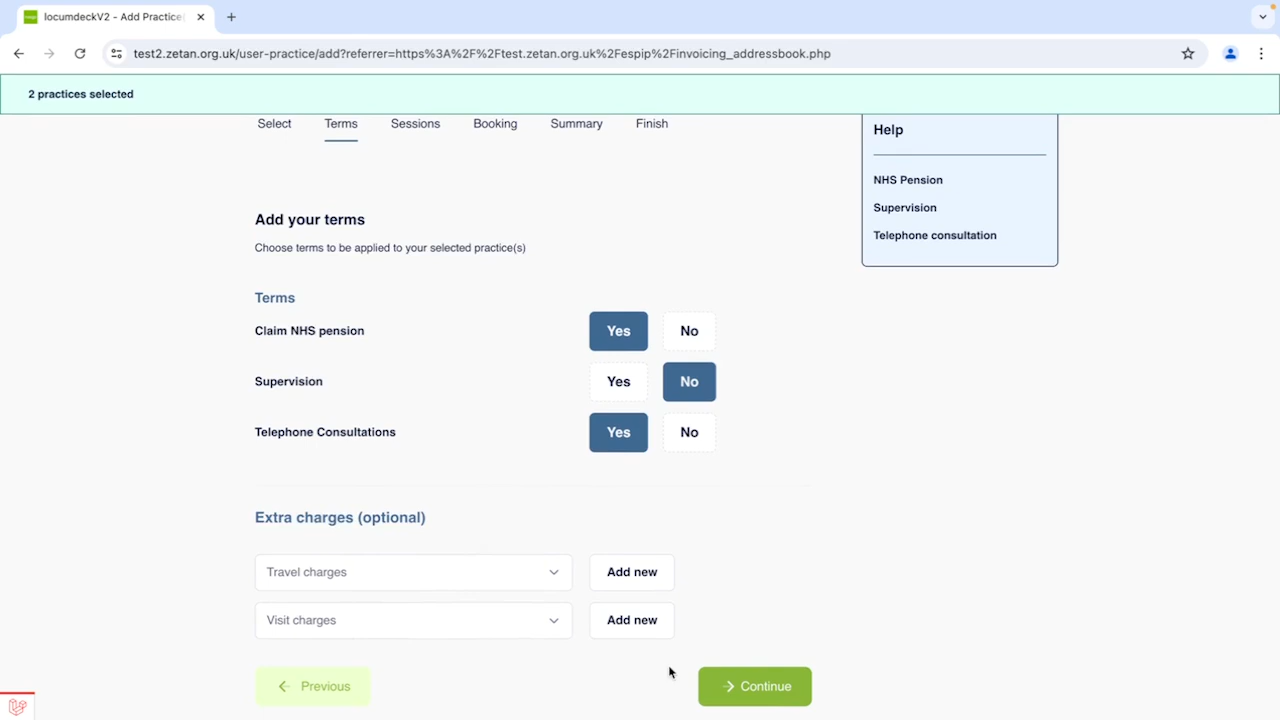 locumdeckV2 - Add Practice(
test2.zetan.org.uk/user-practice/add?referrer=https%3A%2F%2Ftest.zetan.org.uk%2Fespip%2Finvoicing_addressbook.php
2 practices selected
Select Terms Sessions Booking Summary Finish
Help
NHS Pension
Supervision
Telephone consultation
Add your terms
Choose terms to be applied to your selected practice(s)
Terms
Claim NHS pension Yes No
Supervision Yes No
Telephone Consultations Yes No
Extra charges (optional)
Travel charges Add new
Visit charges Add new
Previous Continue